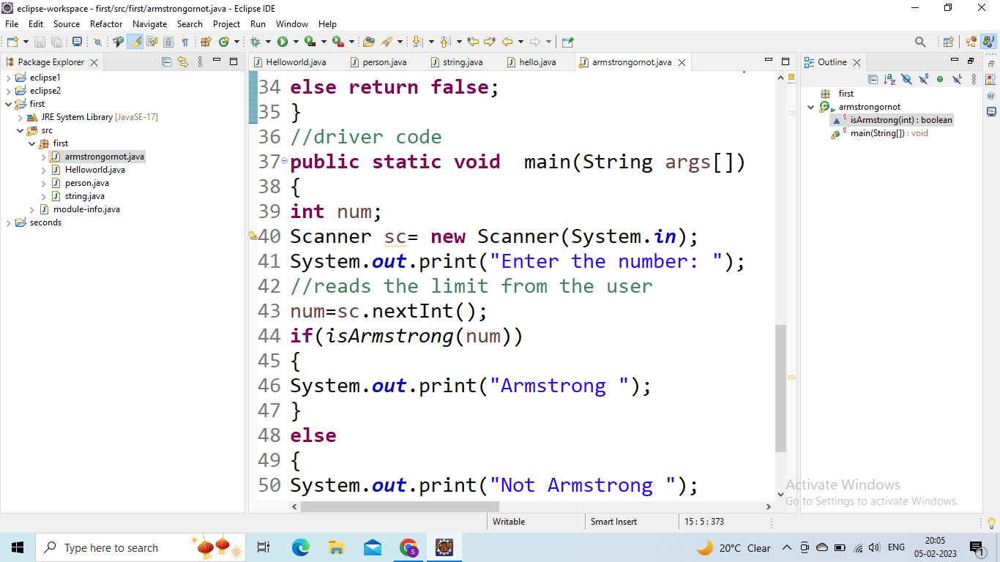 eclipse-workspace - first/src/first/armstrongornot.java - Eclipse IDE
File Edit Source Refactor Navigate Search Project Run Window Help
Package Explorer
eclipse1
eclipse2
first
JRE System Library [JavaSE-17]
src
first
armstrongornot.java
Helloworld.java
person.java
string.java
module-info.java
seconds
Helloworld.java person.java string.java hello.java armstrongornot.java
34 else return false;
35 }
36 //driver code
37 public static void  main(String args[])
38 {
39 int num;
40 Scanner sc= new Scanner(System.in);
41 System.out.print("Enter the number: ");
42 //reads the limit from the user
43 num=sc.nextInt();
44 if(isArmstrong(num))
45 {
46 System.out.print("Armstrong ");
47 }
48 else
49 {
50 System.out.print("Not Armstrong ");
Outline
first
armstrongornot
isArmstrong(int) : boolean
main(String[]) : void
Activate Windows
Go to Settings to activate Windows.
Writable Smart Insert 15 : 5 : 373
Type here to search
20°C Clear
ENG
20:05
05-02-2023
1